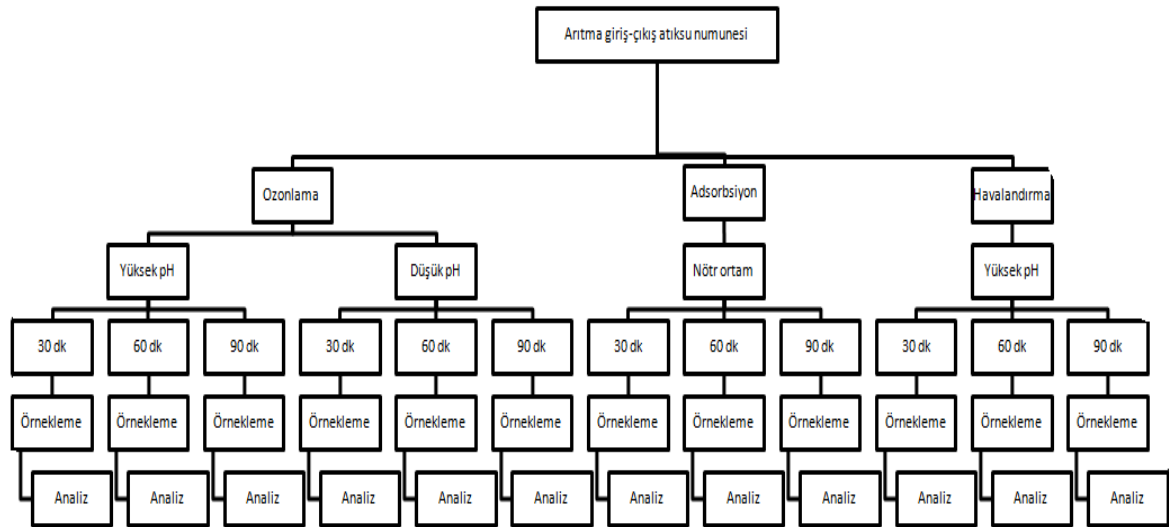 Arıtma giriş-çıkış atıksu numunesi
Ozonlama
Adsorbsiyon
Havalandırma
Yüksek pH
Düşük pH
Nötr ortam
Yüksek pH
30 dk
60 dk
90 dk
30 dk
60 dk
90 dk
30 dk
60 dk
90 dk
30 dk
60 dk
90 dk
Örnekleme
Örnekleme
Örnekleme
Örnekleme
Örnekleme
Örnekleme
Örnekleme
Örnekleme
Örnekleme
Örnekleme
Örnekleme
Örnekleme
Analiz
Analiz
Analiz
Analiz
Analiz
Analiz
Analiz
Analiz
Analiz
Analiz
Analiz
Analiz